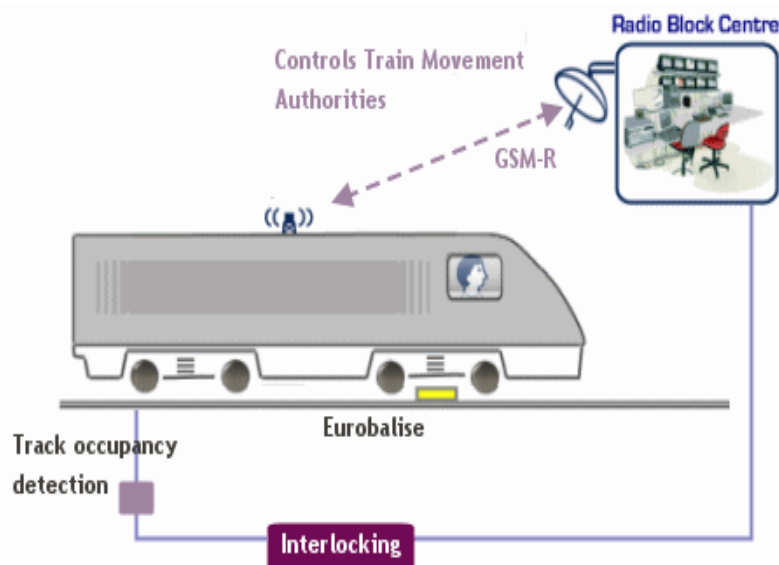 Radio Block Centre
Controls Train Movement
Authorities
GSM-R
Eurobalise
Track occupancy
detection
Interlocking